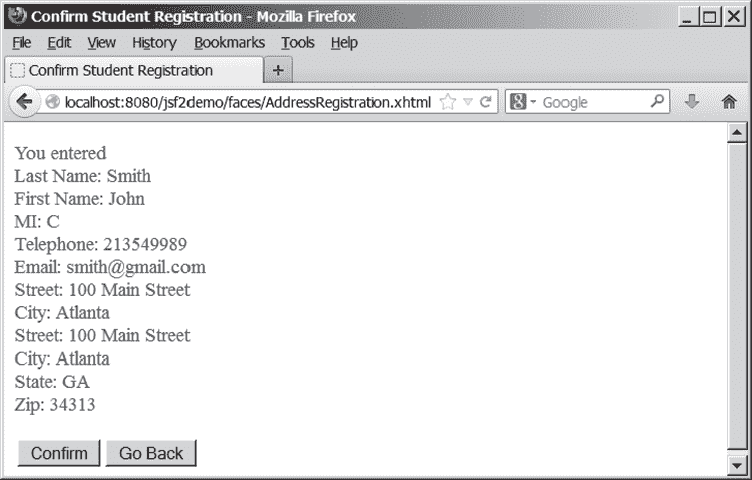 Confirm Student Registration - Mozilla Firefox
File Edit View History Bookmarks Tools Help
Confirm Student Registration +
localhost:8080/jsf2demo/faces/AddressRegistration.xhtml 8 Google
You entered
Last Name: Smith
First Name: John
MI: C
Telephone: 213549989
Email: smith@gmail.com
Street: 100 Main Street
City: Atlanta
Street: 100 Main Street
City: Atlanta
State: GA
Zip: 34313
Confirm Go Back